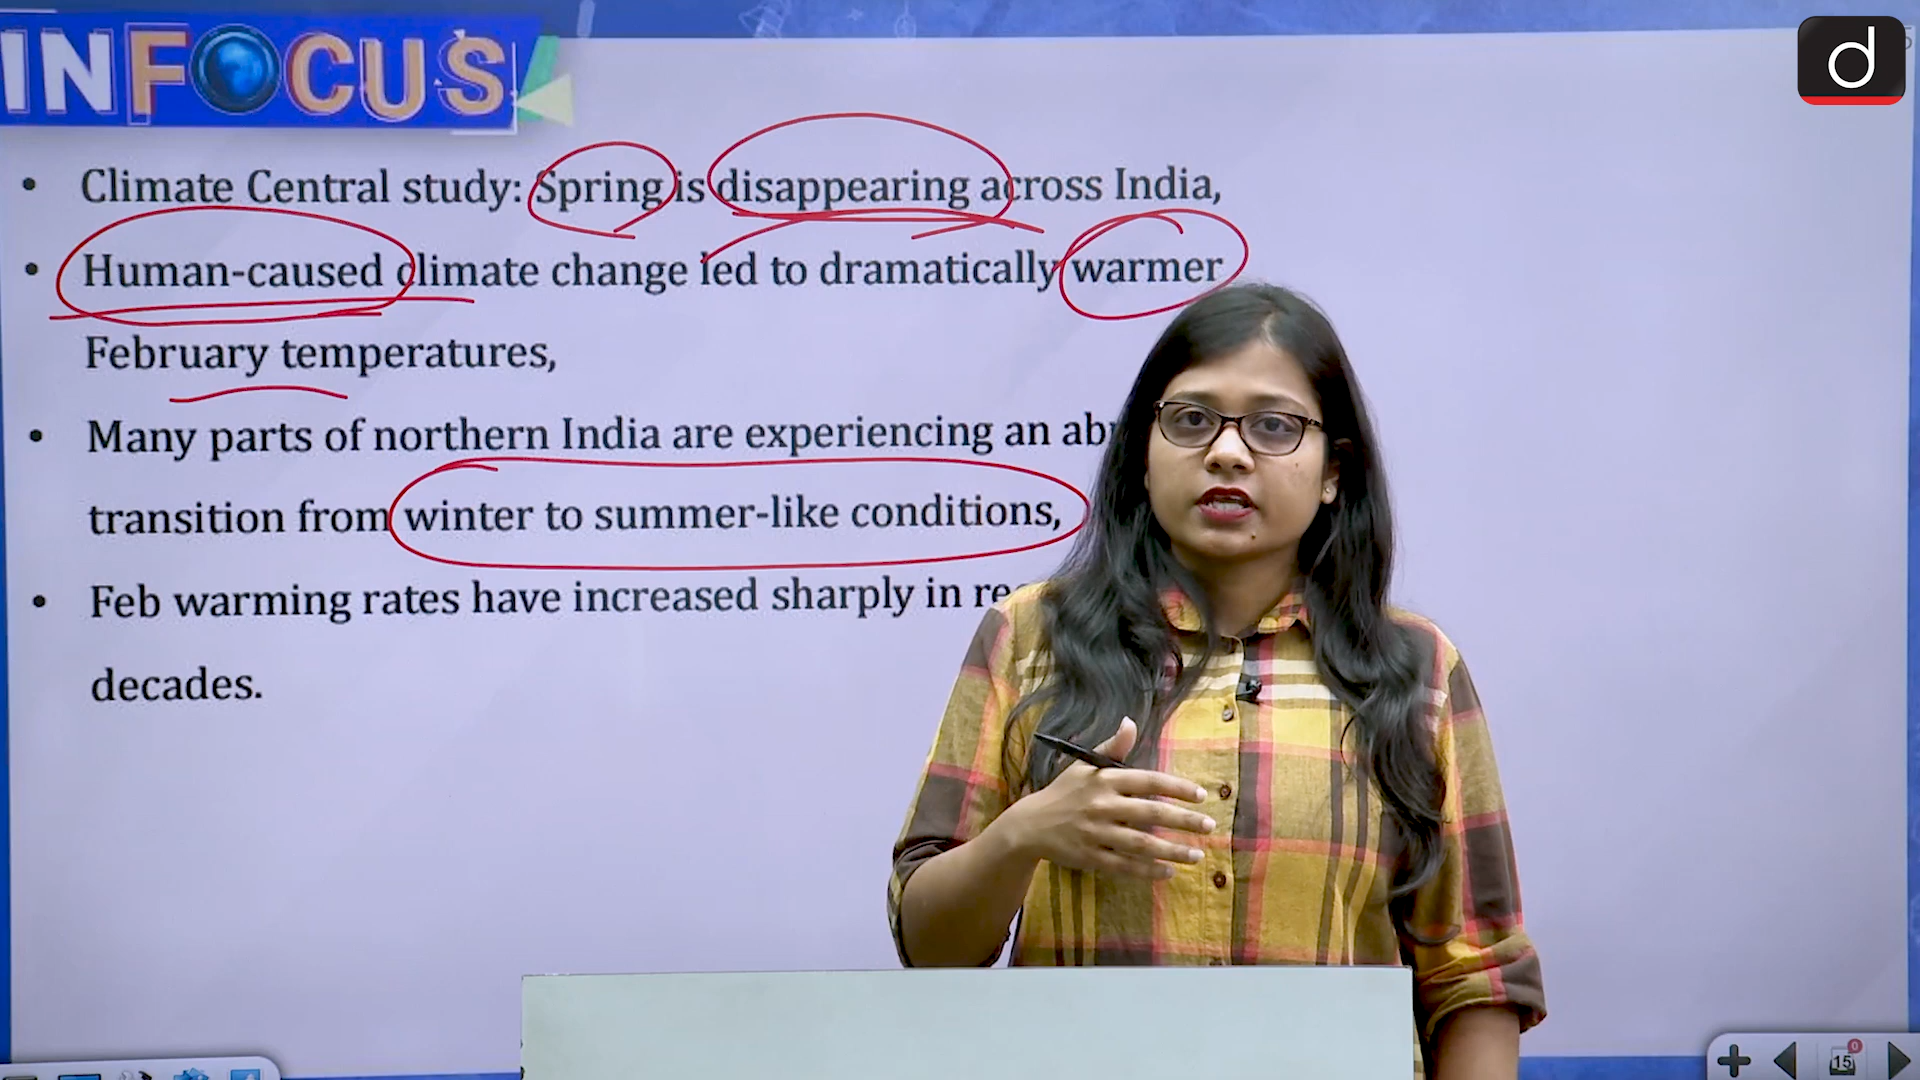 INFOCUS
d
• Climate Central study: Spring is disappearing across India,
• Human-caused climate change led to dramatically warmer
February temperatures,
• Many parts of northern India are experiencing an
transition from winter to summer-like conditions,
• Feb warming rates have increased sharply in
decades.
0
15